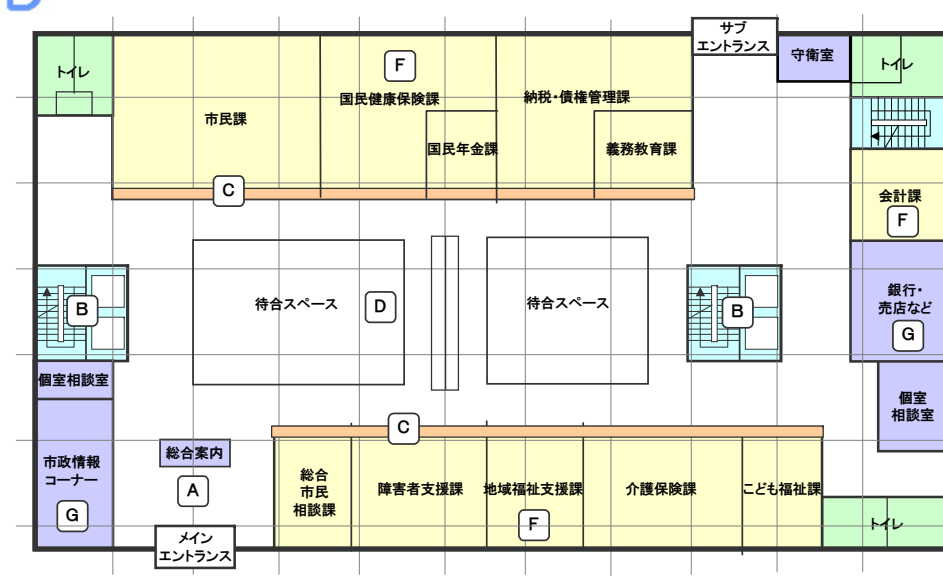 サブ
エントランス
守衛室
トイレ
トイレ
F
市民課
国民健康保険課
納税・債権管理課
国民年金課
義務教育課
C
会計課
F
待合スペース
D
待合スペース
B
B
銀行・
売店など
G
個室相談室
個室
相談室
C
総合案内
A
市政情報
コーナー
G
総合
市民
相談課
障害者支援課
地域福祉支援課
F
介護保険課
こども福祉課
トイレ
メイン
エントランス